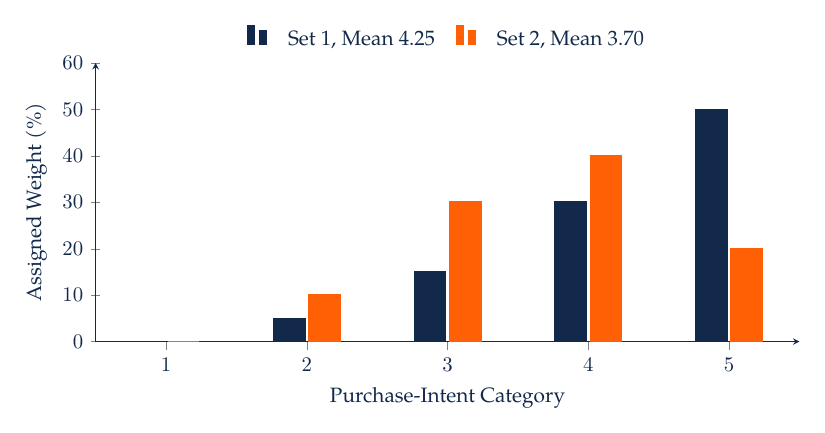 Set 1, Mean 4.25 Set 2, Mean 3.70
60
50
40
30
20
10
0
Assigned Weight (%)
1 2 3 4 5
Purchase-Intent Category